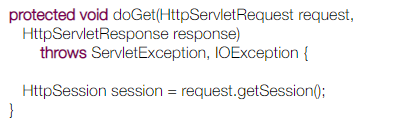 protected void doGet(HttpServletRequest request,
HttpServletResponse response)
throws ServletException, IOException {
HttpSession session = request.getSession();
}